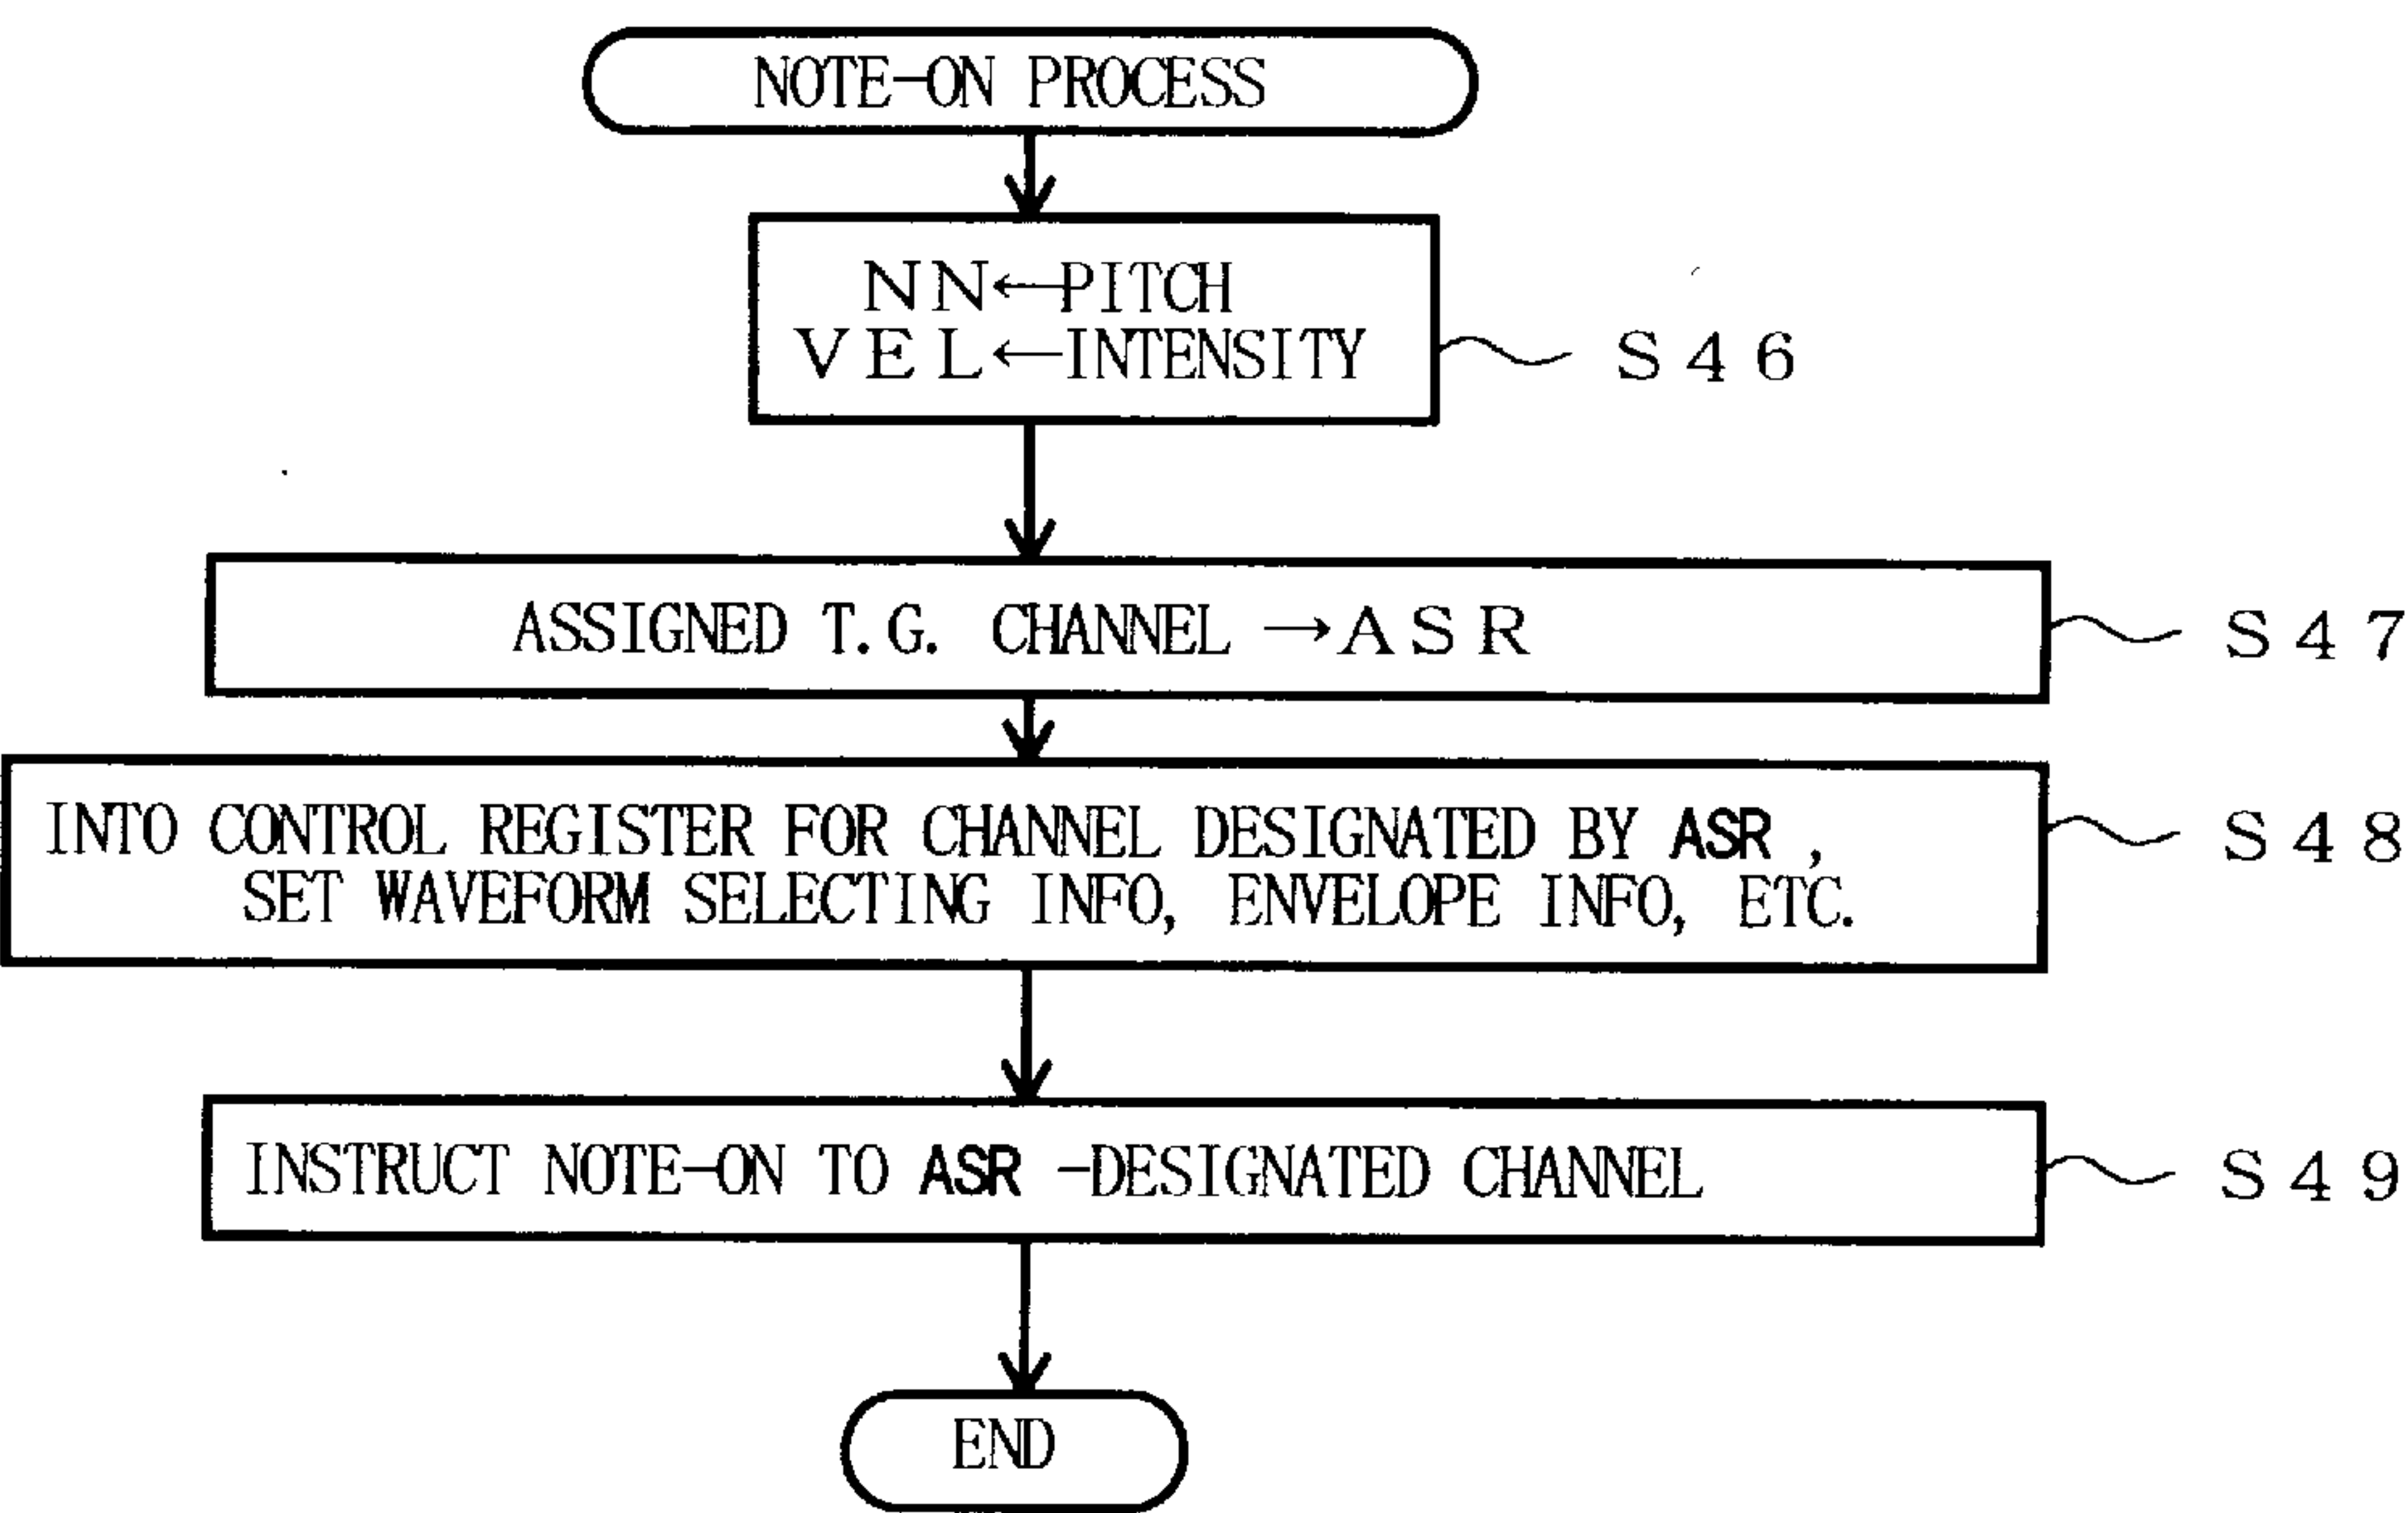 NOTE-ON PROCESS
NN←PITCH
VEL←INTENSITY
S46
ASSIGNED T.G. CHANNEL →ASR
S47
INTO CONTROL REGISTER FOR CHANNEL DESIGNATED BY ASR ,
SET WAVEFORM SELECTING INFO, ENVELOPE INFO, ETC.
S48
INSTRUCT NOTE-ON TO ASR -DESIGNATED CHANNEL
S49
END